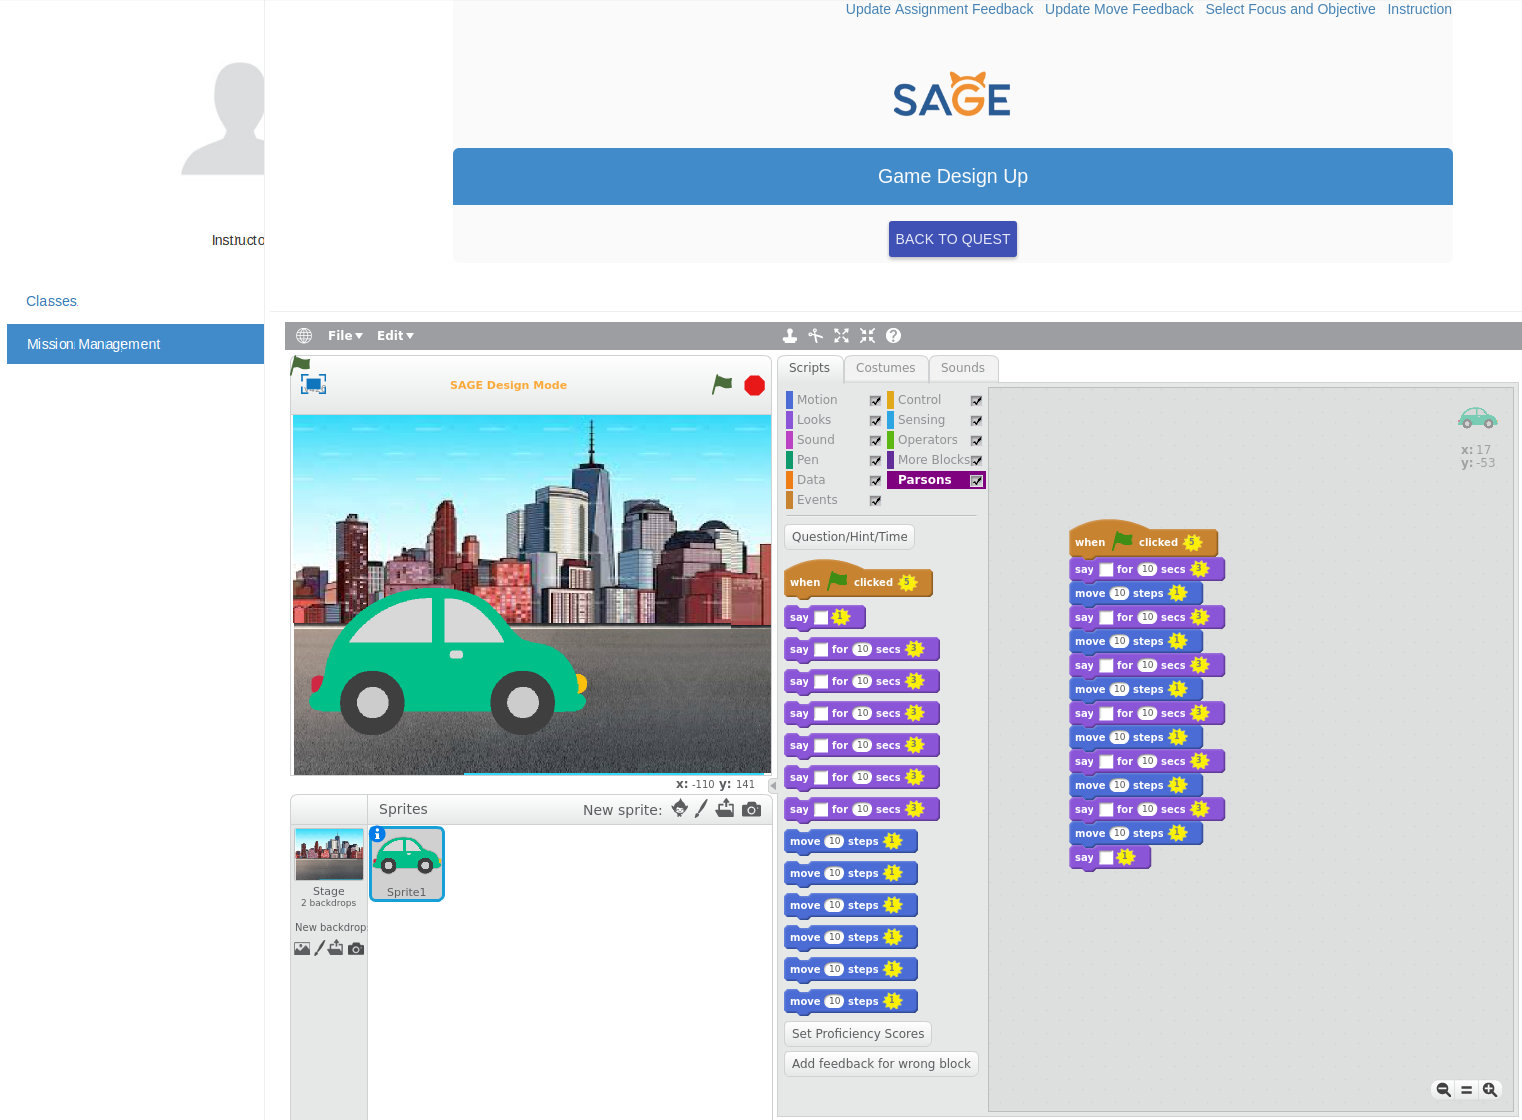 Update Assignment Feedback Update Move Feedback Select Focus and Objective Instruction
SAGE
Game Design Up
BACK TO QUEST
Instructo
Classes
Mission Management
File Edit
SAGE Design Mode
x: -110 y: 141
Sprites New sprite:
Stage
2 backdrops
New backdrop:
Sprite1
Scripts Costumes Sounds
Motion Control
Looks Sensing
Sound Operators
Pen More Blocks
Data Parsons
Events
Question/Hint/Time
when clicked 5
say 1
say for 10 secs 3
say for 10 secs 3
say for 10 secs 3
say for 10 secs 3
say for 10 secs 3
say for 10 secs 3
move 10 steps 1
move 10 steps 1
move 10 steps 1
move 10 steps 1
move 10 steps 1
move 10 steps 1
Set Proficiency Scores
Add feedback for wrong block
x: 17
y: -53
when clicked 5
say for 10 secs 3
move 10 steps 1
say for 10 secs 3
move 10 steps 1
say for 10 secs 3
move 10 steps 1
say for 10 secs 3
move 10 steps 1
say for 10 secs 3
move 10 steps 1
say for 10 secs 3
move 10 steps 1
say 1